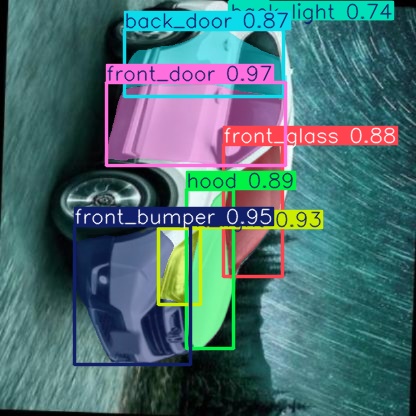 light 0.74
back_door 0.87
front_door 0.97
front_glass 0.88
hood 0.89
front_bumper 0.95
0.93